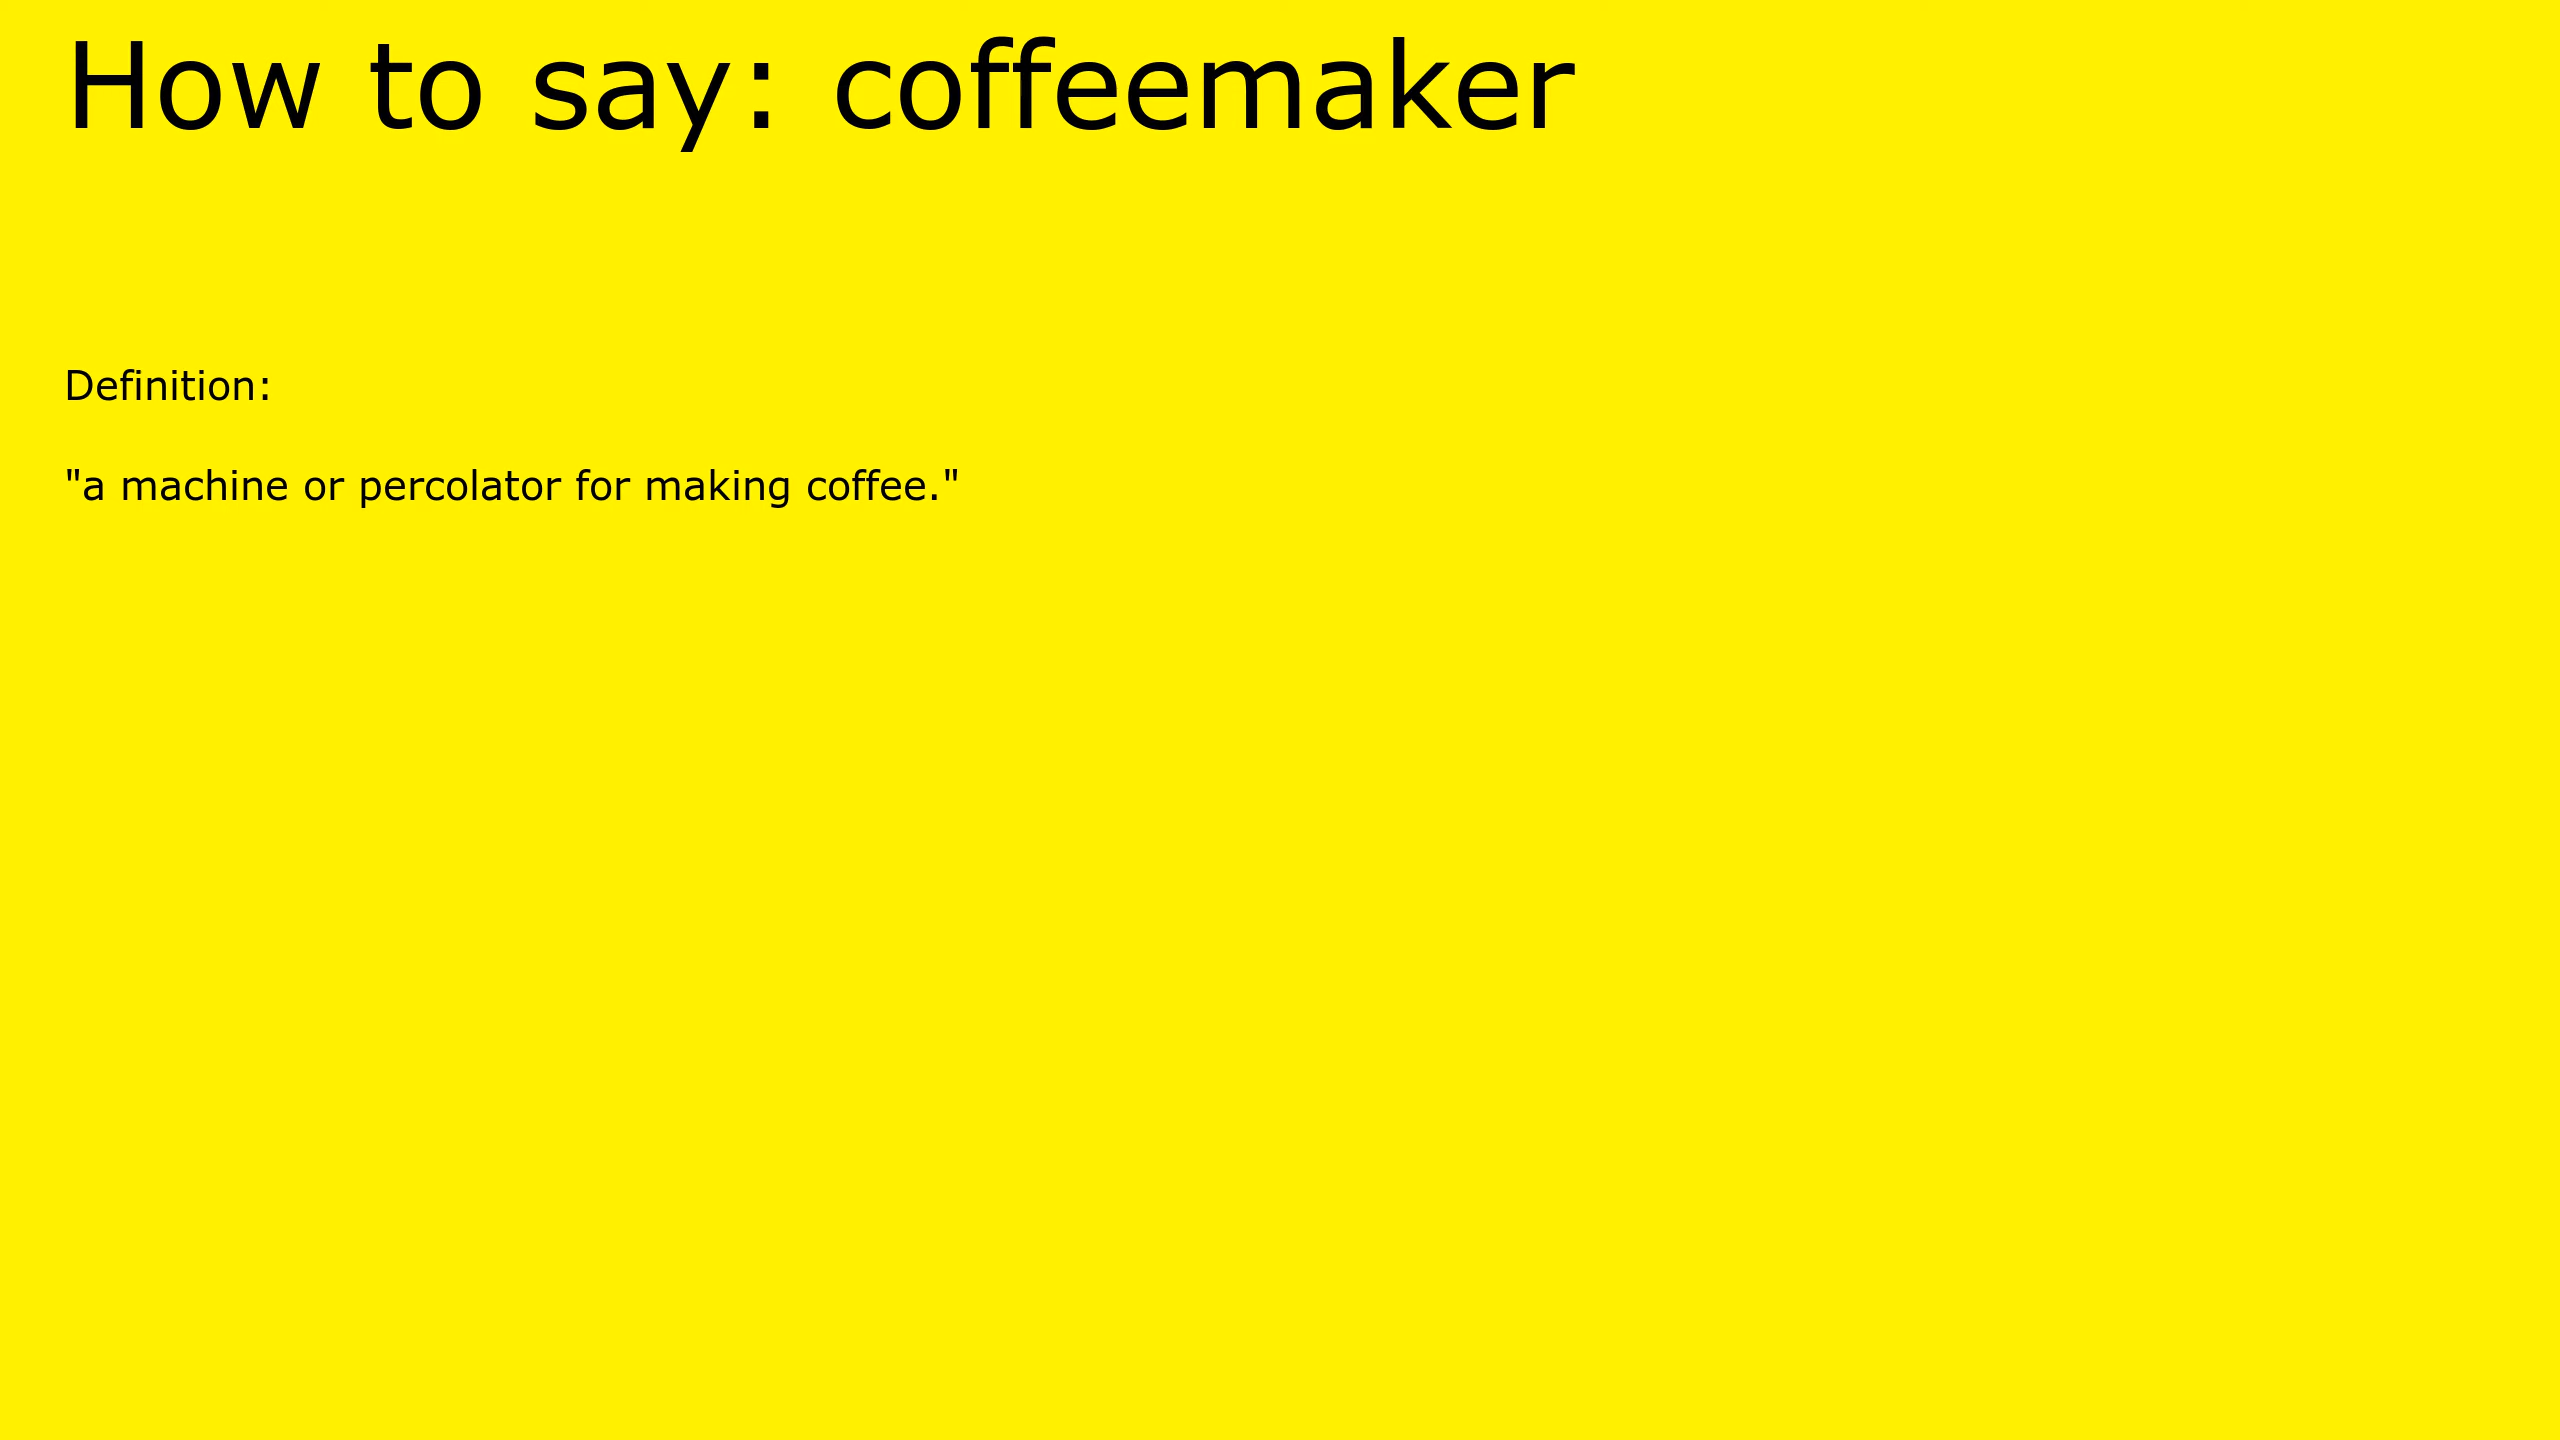 How to say: coffeemaker
Definition:
"a machine or percolator for making coffee."